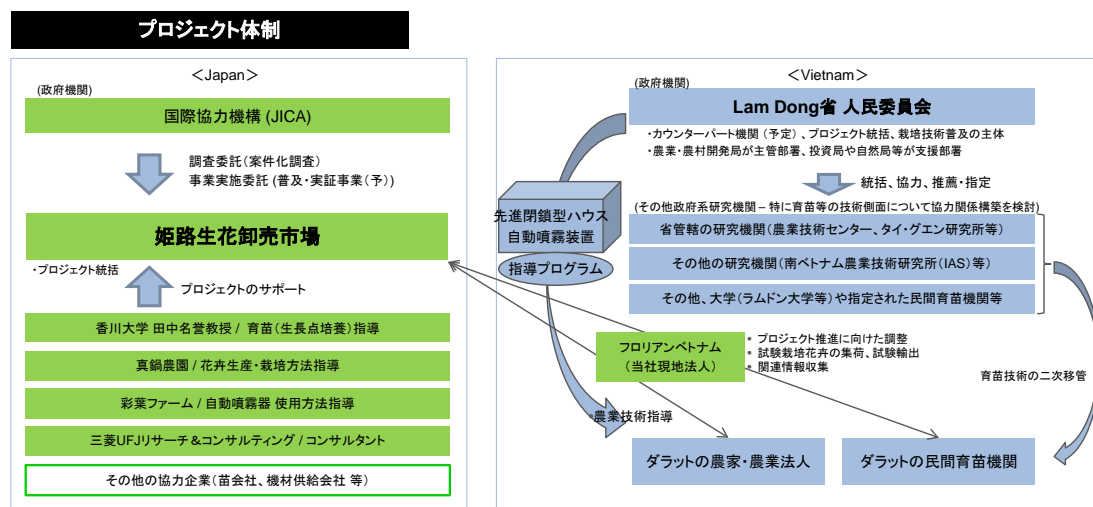 プロジェクト体制
＜Japan＞
(政府機関)
国際協力機構 (JICA)
調査委託（案件化調査）
事業実施委託 (普及・実証事業（予）)
姫路生花卸売市場
・プロジェクト統括
プロジェクトのサポート
香川大学 田中名誉教授 / 育苗（生長点培養）指導
真鍋農園 / 花卉生産・栽培方法指導
彩葉ファーム / 自動噴霧器 使用方法指導
三菱UFJリサーチ＆コンサルティング / コンサルタント
その他の協力企業（苗会社、機材供給会社 等）
＜Vietnam＞
(政府機関)
Lam Dong省 人民委員会
・カウンターパート機関（予定）、プロジェクト統括、栽培技術普及の主体
・農業・農村開発局が主管部署、投資局や自然局等が支援部署
統括、協力、推薦・指定
先進閉鎖型ハウス
自動噴霧装置
指導プログラム
(その他政府系研究機関 – 特に育苗等の技術側面について協力関係構築を検討)
省管轄の研究機関（農業技術センター、タイ・グエン研究所等）
その他の研究機関（南ベトナム農業技術研究所（IAS）等）
その他、大学（ラムドン大学等）や指定された民間育苗機関等
フロリアンベトナム
（当社現地法人）
• プロジェクト推進に向けた調整
• 試験栽培花卉の集荷、試験輸出
• 関連情報収集
育苗技術の二次移管
•農業技術指導
ダラットの農家・農業法人
ダラットの民間育苗機関